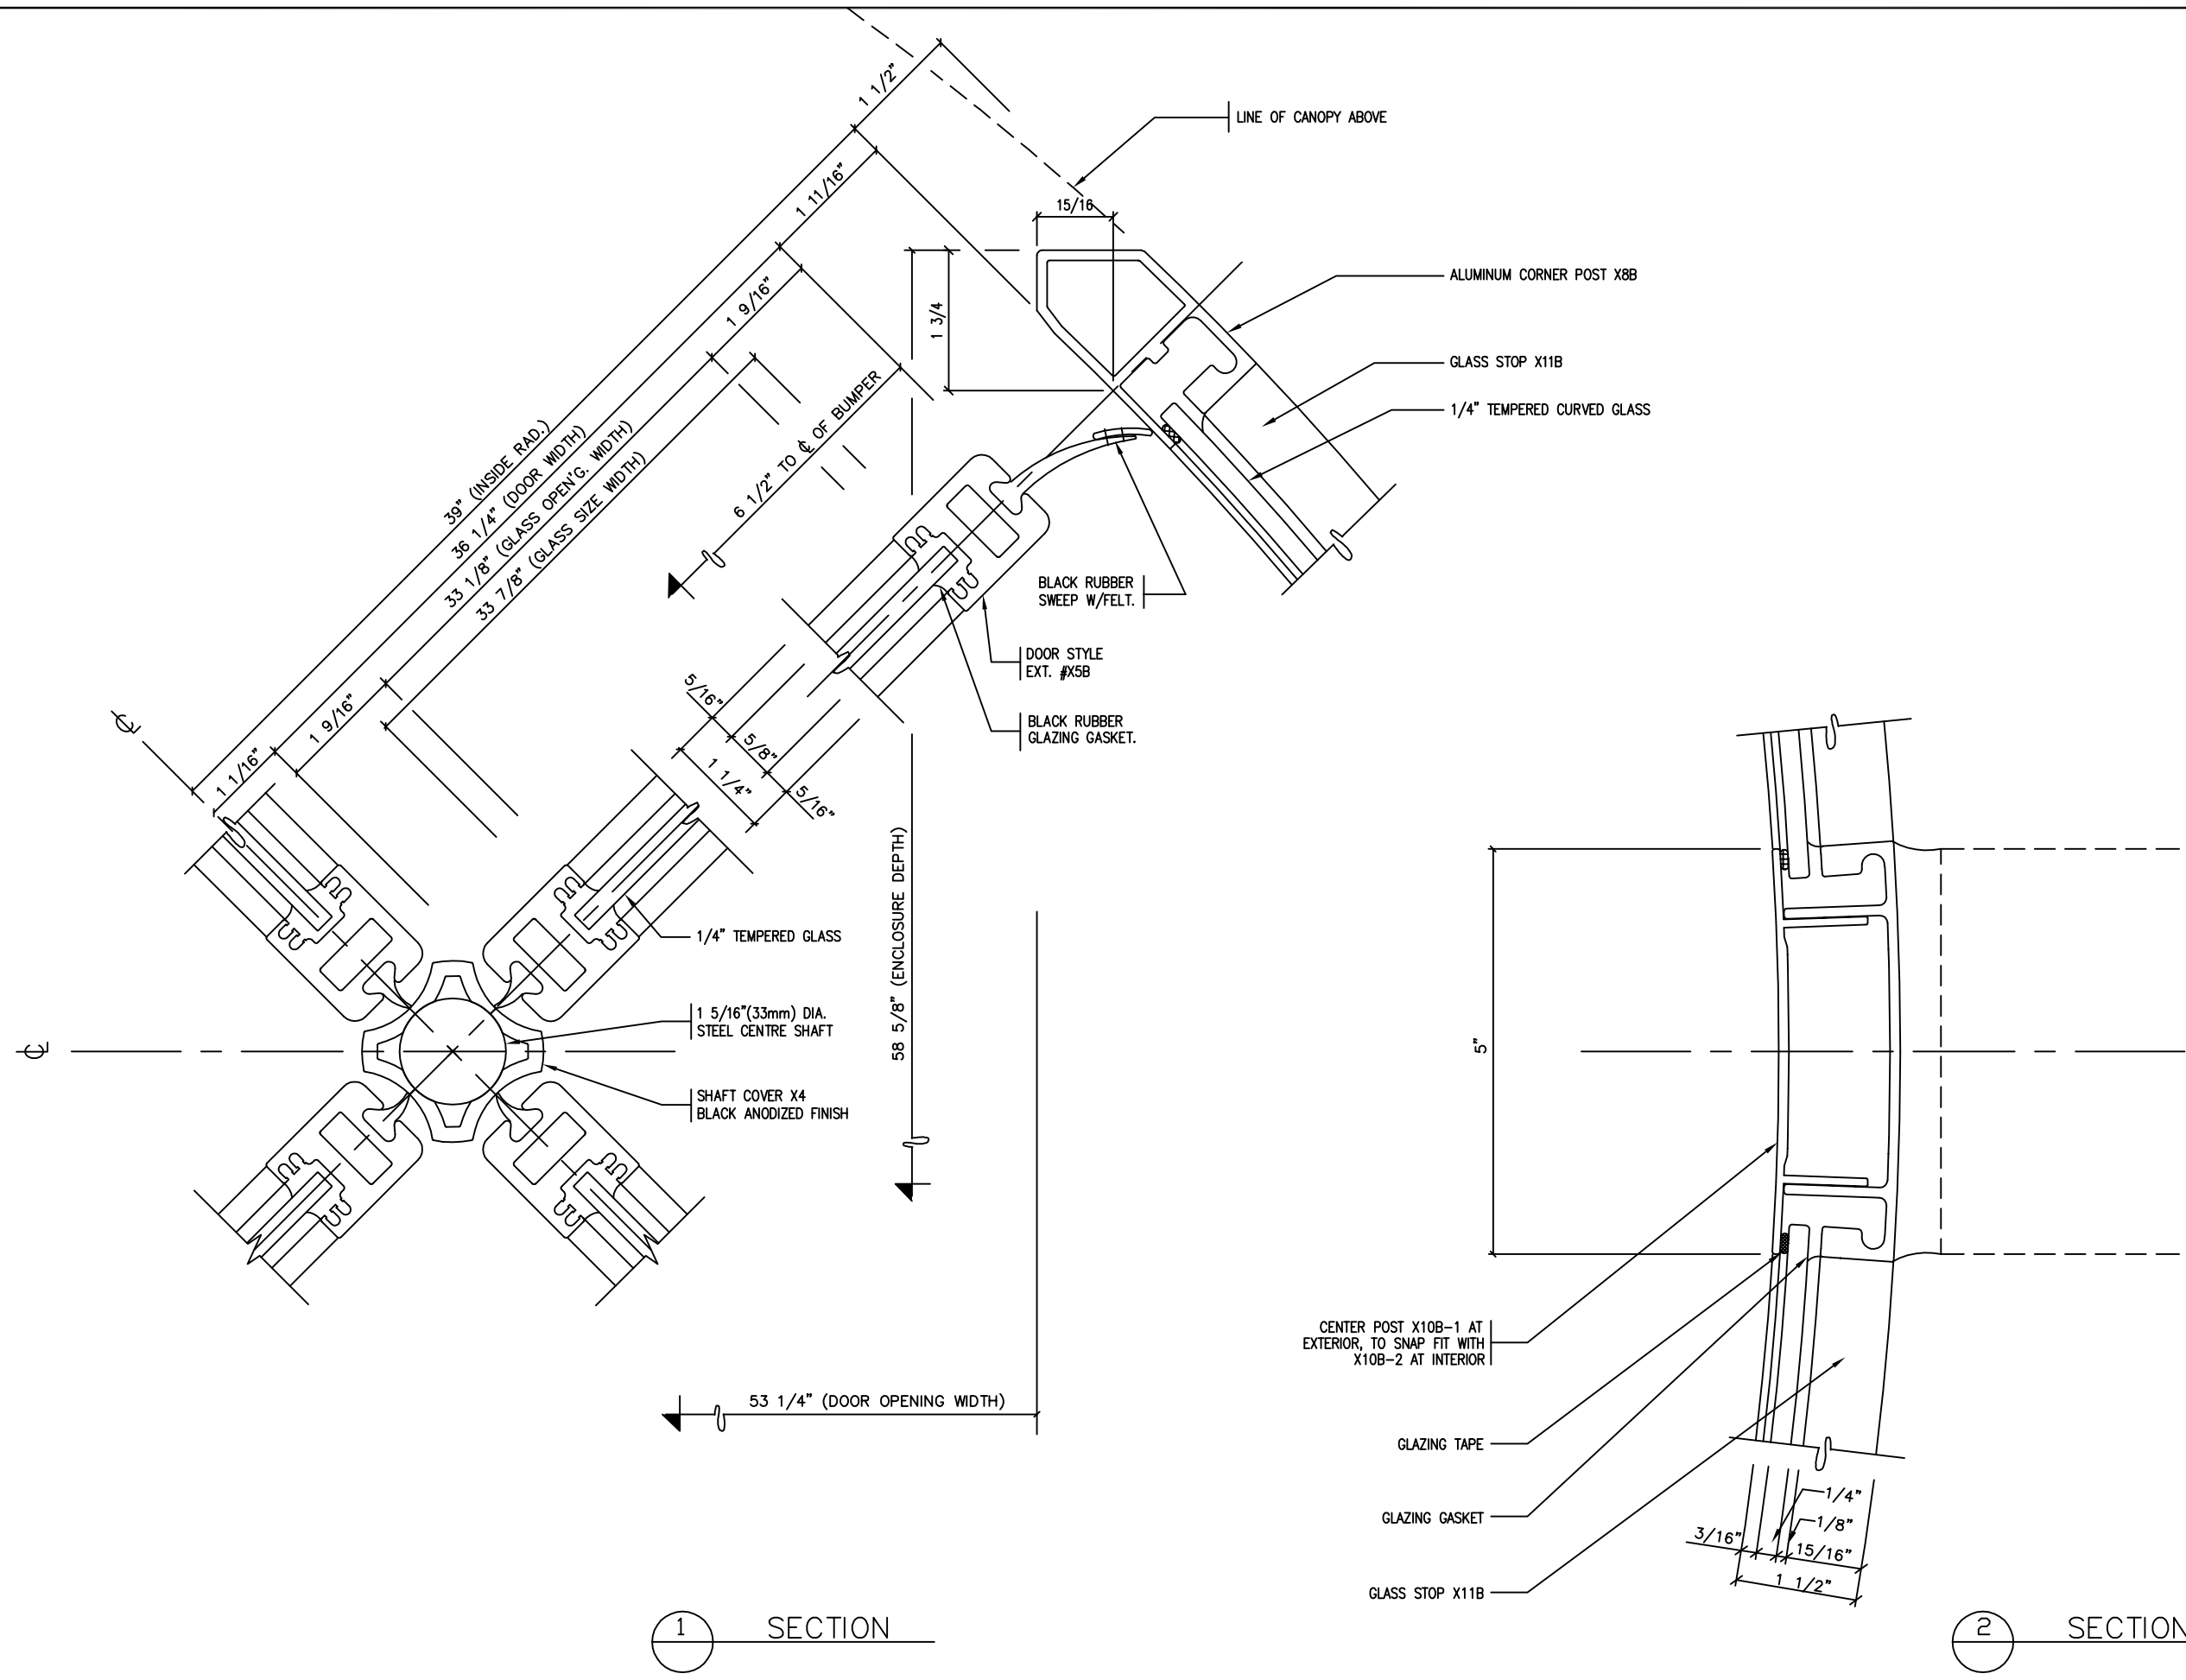 1 1/2"
LINE OF CANOPY ABOVE
1 11/16"
15/16
1 9/16"
1 3/4
ALUMINUM CORNER POST X8B
GLASS STOP X11B
1/4" TEMPERED CURVED GLASS
39" (INSIDE RAD.)
36 1/4" (DOOR WIDTH)
33 1/8" (GLASS OPEN'G. WIDTH)
33 7/8" (GLASS SIZE WIDTH)
6 1/2" TO ℄ OF BUMPER
BLACK RUBBER
SWEEP W/FELT.
DOOR STYLE
EXT. #X5B
BLACK RUBBER
GLAZING GASKET.
℄
1 9/16"
1 1/16"
5/16"
5/8"
1 1/4"
5/16"
58 5/8" (ENCLOSURE DEPTH)
1/4" TEMPERED GLASS
1 5/16"(33mm) DIA.
STEEL CENTRE SHAFT
℄
SHAFT COVER X4
BLACK ANODIZED FINISH
53 1/4" (DOOR OPENING WIDTH)
1 SECTION
5"
CENTER POST X10B-1 AT
EXTERIOR, TO SNAP FIT WITH
X10B-2 AT INTERIOR
GLAZING TAPE
GLAZING GASKET
GLASS STOP X11B
1/4"
1/8"
3/16"
15/16"
1 1/2"
2 SECTION